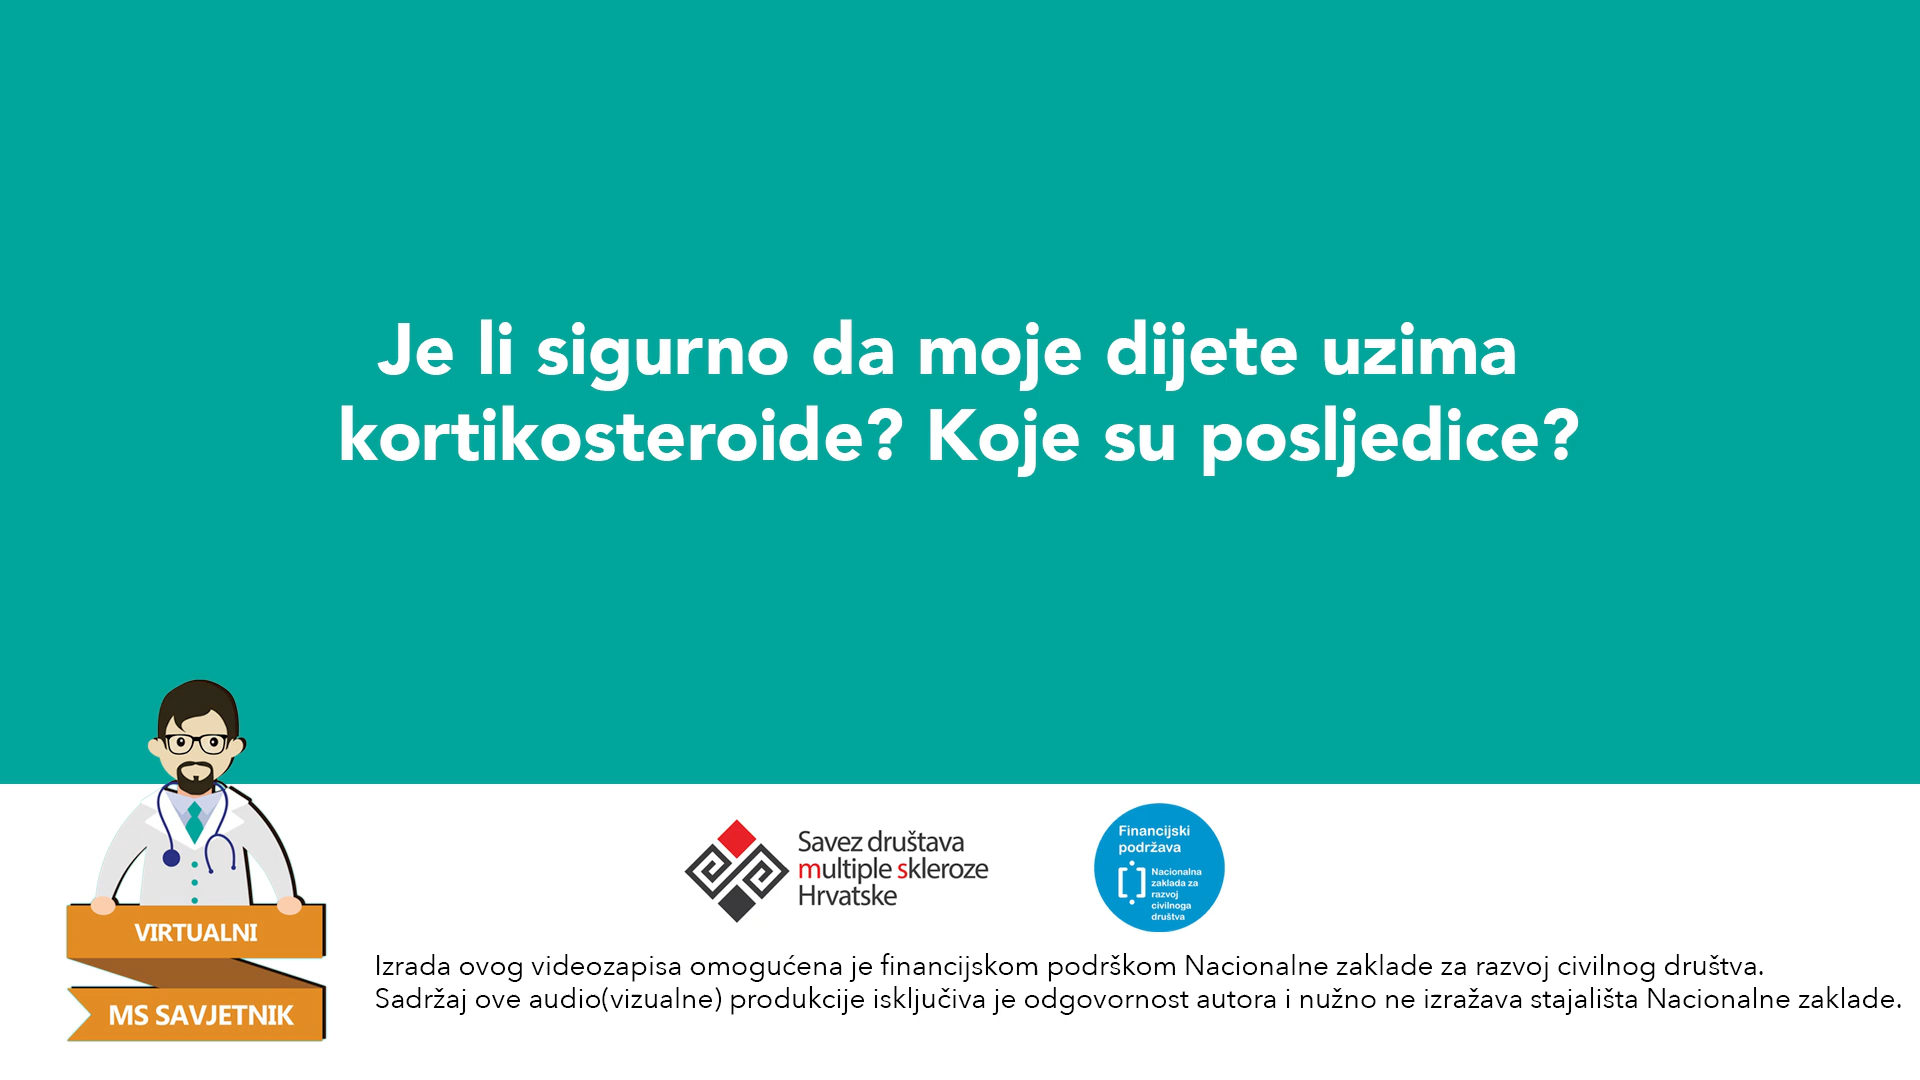 Je li sigurno da moje dijete uzima
kortikosteroide? Koje su posljedice?
Savez društava
multiple skleroze
Hrvatske
Financijski
podržava
Nacionalna
zaklada za
razvoj
civilnoga
društva
VIRTUALNI
MS SAVJETNIK
Izrada ovog videozapisa omogućena je financijskom podrškom Nacionalne zaklade za razvoj civilnog društva.
Sadržaj ove audio(vizualne) produkcije isključiva je odgovornost autora i nužno ne izražava stajališta Nacionalne zaklade.